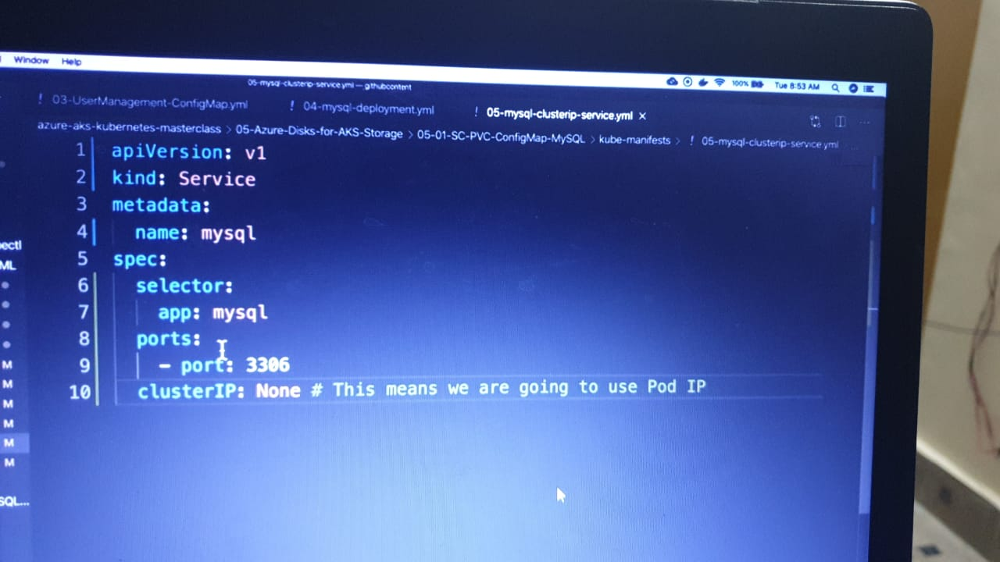 Window Help
05-mysql-clusterip-service.yml — githubcontent
100% Tue 8:53 AM
! 03-UserManagement-ConfigMap.yml ! 04-mysql-deployment.yml ! 05-mysql-clusterip-service.yml ×
azure-aks-kubernetes-masterclass > 05-Azure-Disks-for-AKS-Storage > 05-01-SC-PVC-ConfigMap-MySQL > kube-manifests > ! 05-mysql-clusterip-service.yml
1 apiVersion: v1
2 kind: Service
3 metadata:
4 name: mysql
5 spec:
6 selector:
7 app: mysql
8 ports:
9 - port: 3306
10 clusterIP: None # This means we are going to use Pod IP
ectl
ML
M
M
M
M
M
M
SQL...